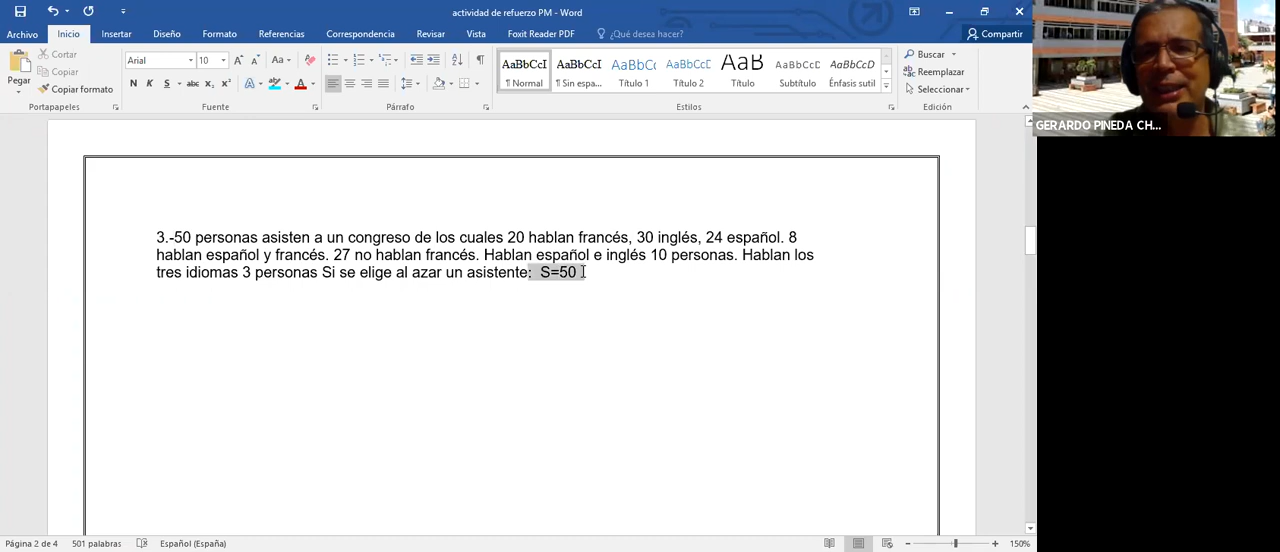 actividad de refuerzo PM - Word
Archivo Inicio Insertar Diseño Formato Referencias Correspondencia Revisar Vista Foxit Reader PDF ¿Qué desea hacer? Compartir
Pegar
Cortar
Copiar
Copiar formato
Arial 10
N K S abc x₂ x²
AaBbCcI AaBbCcI AaBbCc AaBbCcD AaB AaBbCcD AaBbCcD
¶ Normal ¶ Sin espa... Título 1 Título 2 Título Subtítulo Énfasis sutil
Buscar
Reemplazar
Seleccionar
Portapapeles Fuente Párrafo Estilos Edición
GERARDO PINEDA CH...
3.-50 personas asisten a un congreso de los cuales 20 hablan francés, 30 inglés, 24 español. 8
hablan español y francés. 27 no hablan francés. Hablan español e inglés 10 personas. Hablan los
tres idiomas 3 personas Si se elige al azar un asistente: S=50
Página 2 de 4 501 palabras Español (España) 150%